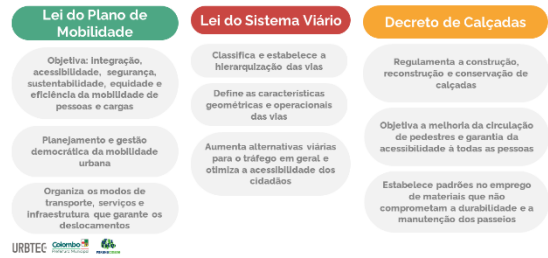 Lei do Plano de
Mobilidade
Objetiva: Integração,
acessibilidade, segurança,
sustentabilidade, equidade e
eficiência da mobilidade de
pessoas e cargas
Planejamento e gestão
democrática da mobilidade
urbana
Organiza os modos de
transporte, serviços e
infraestrutura que garante os
deslocamentos
Lei do Sistema Viário
Classifica e estabelece a
hierarquização das vias
Define as características
geométricas e operacionais
das vias
Aumenta alternativas viárias
para o tráfego em geral e
otimiza a acessibilidade dos
cidadãos
Decreto de Calçadas
Regulamenta a construção,
reconstrução e conservação de
calçadas
Objetiva a melhoria da circulação
de pedestres e garantia da
acessibilidade à todas as pessoas
Estabelece padrões no emprego
de materiais que não
comprometam a durabilidade e a
manutenção dos passeios
URBTEC
Colombo